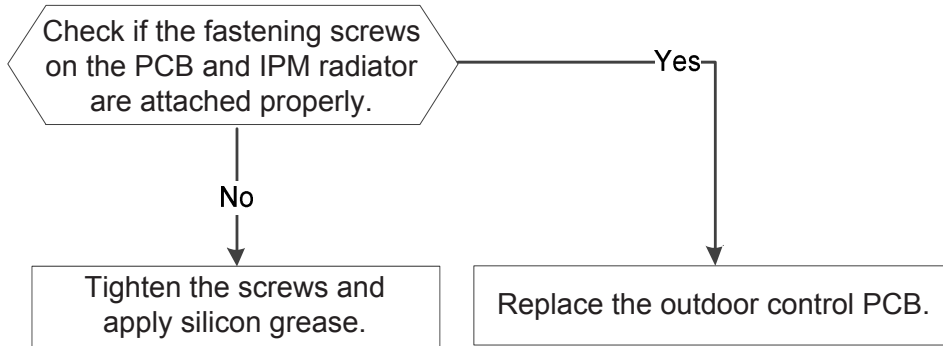 Check if the fastening screws
on the PCB and IPM radiator
are attached properly.
Yes
No
Tighten the screws and
apply silicon grease.
Replace the outdoor control PCB.